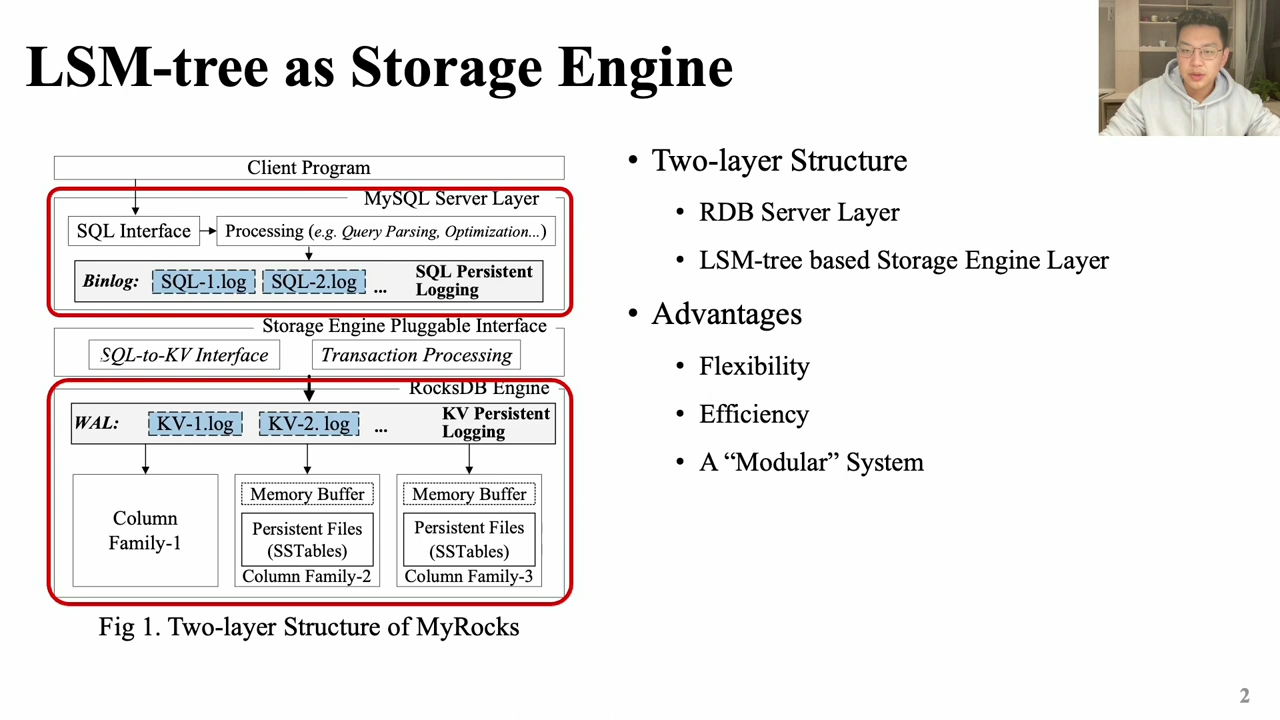 LSM-tree as Storage Engine
Client Program
MySQL Server Layer
SQL Interface
Processing (e.g. Query Parsing, Optimization...)
Binlog:
SQL-1.log
SQL-2.log
...
SQL Persistent
Logging
Storage Engine Pluggable Interface
SQL-to-KV Interface
Transaction Processing
RocksDB Engine
WAL:
KV-1.log
KV-2. log
...
KV Persistent
Logging
Column
Family-1
Memory Buffer
Persistent Files
(SSTables)
Column Family-2
Memory Buffer
Persistent Files
(SSTables)
Column Family-3
Fig 1. Two-layer Structure of MyRocks
• Two-layer Structure
• RDB Server Layer
• LSM-tree based Storage Engine Layer
• Advantages
• Flexibility
• Efficiency
• A “Modular” System
2